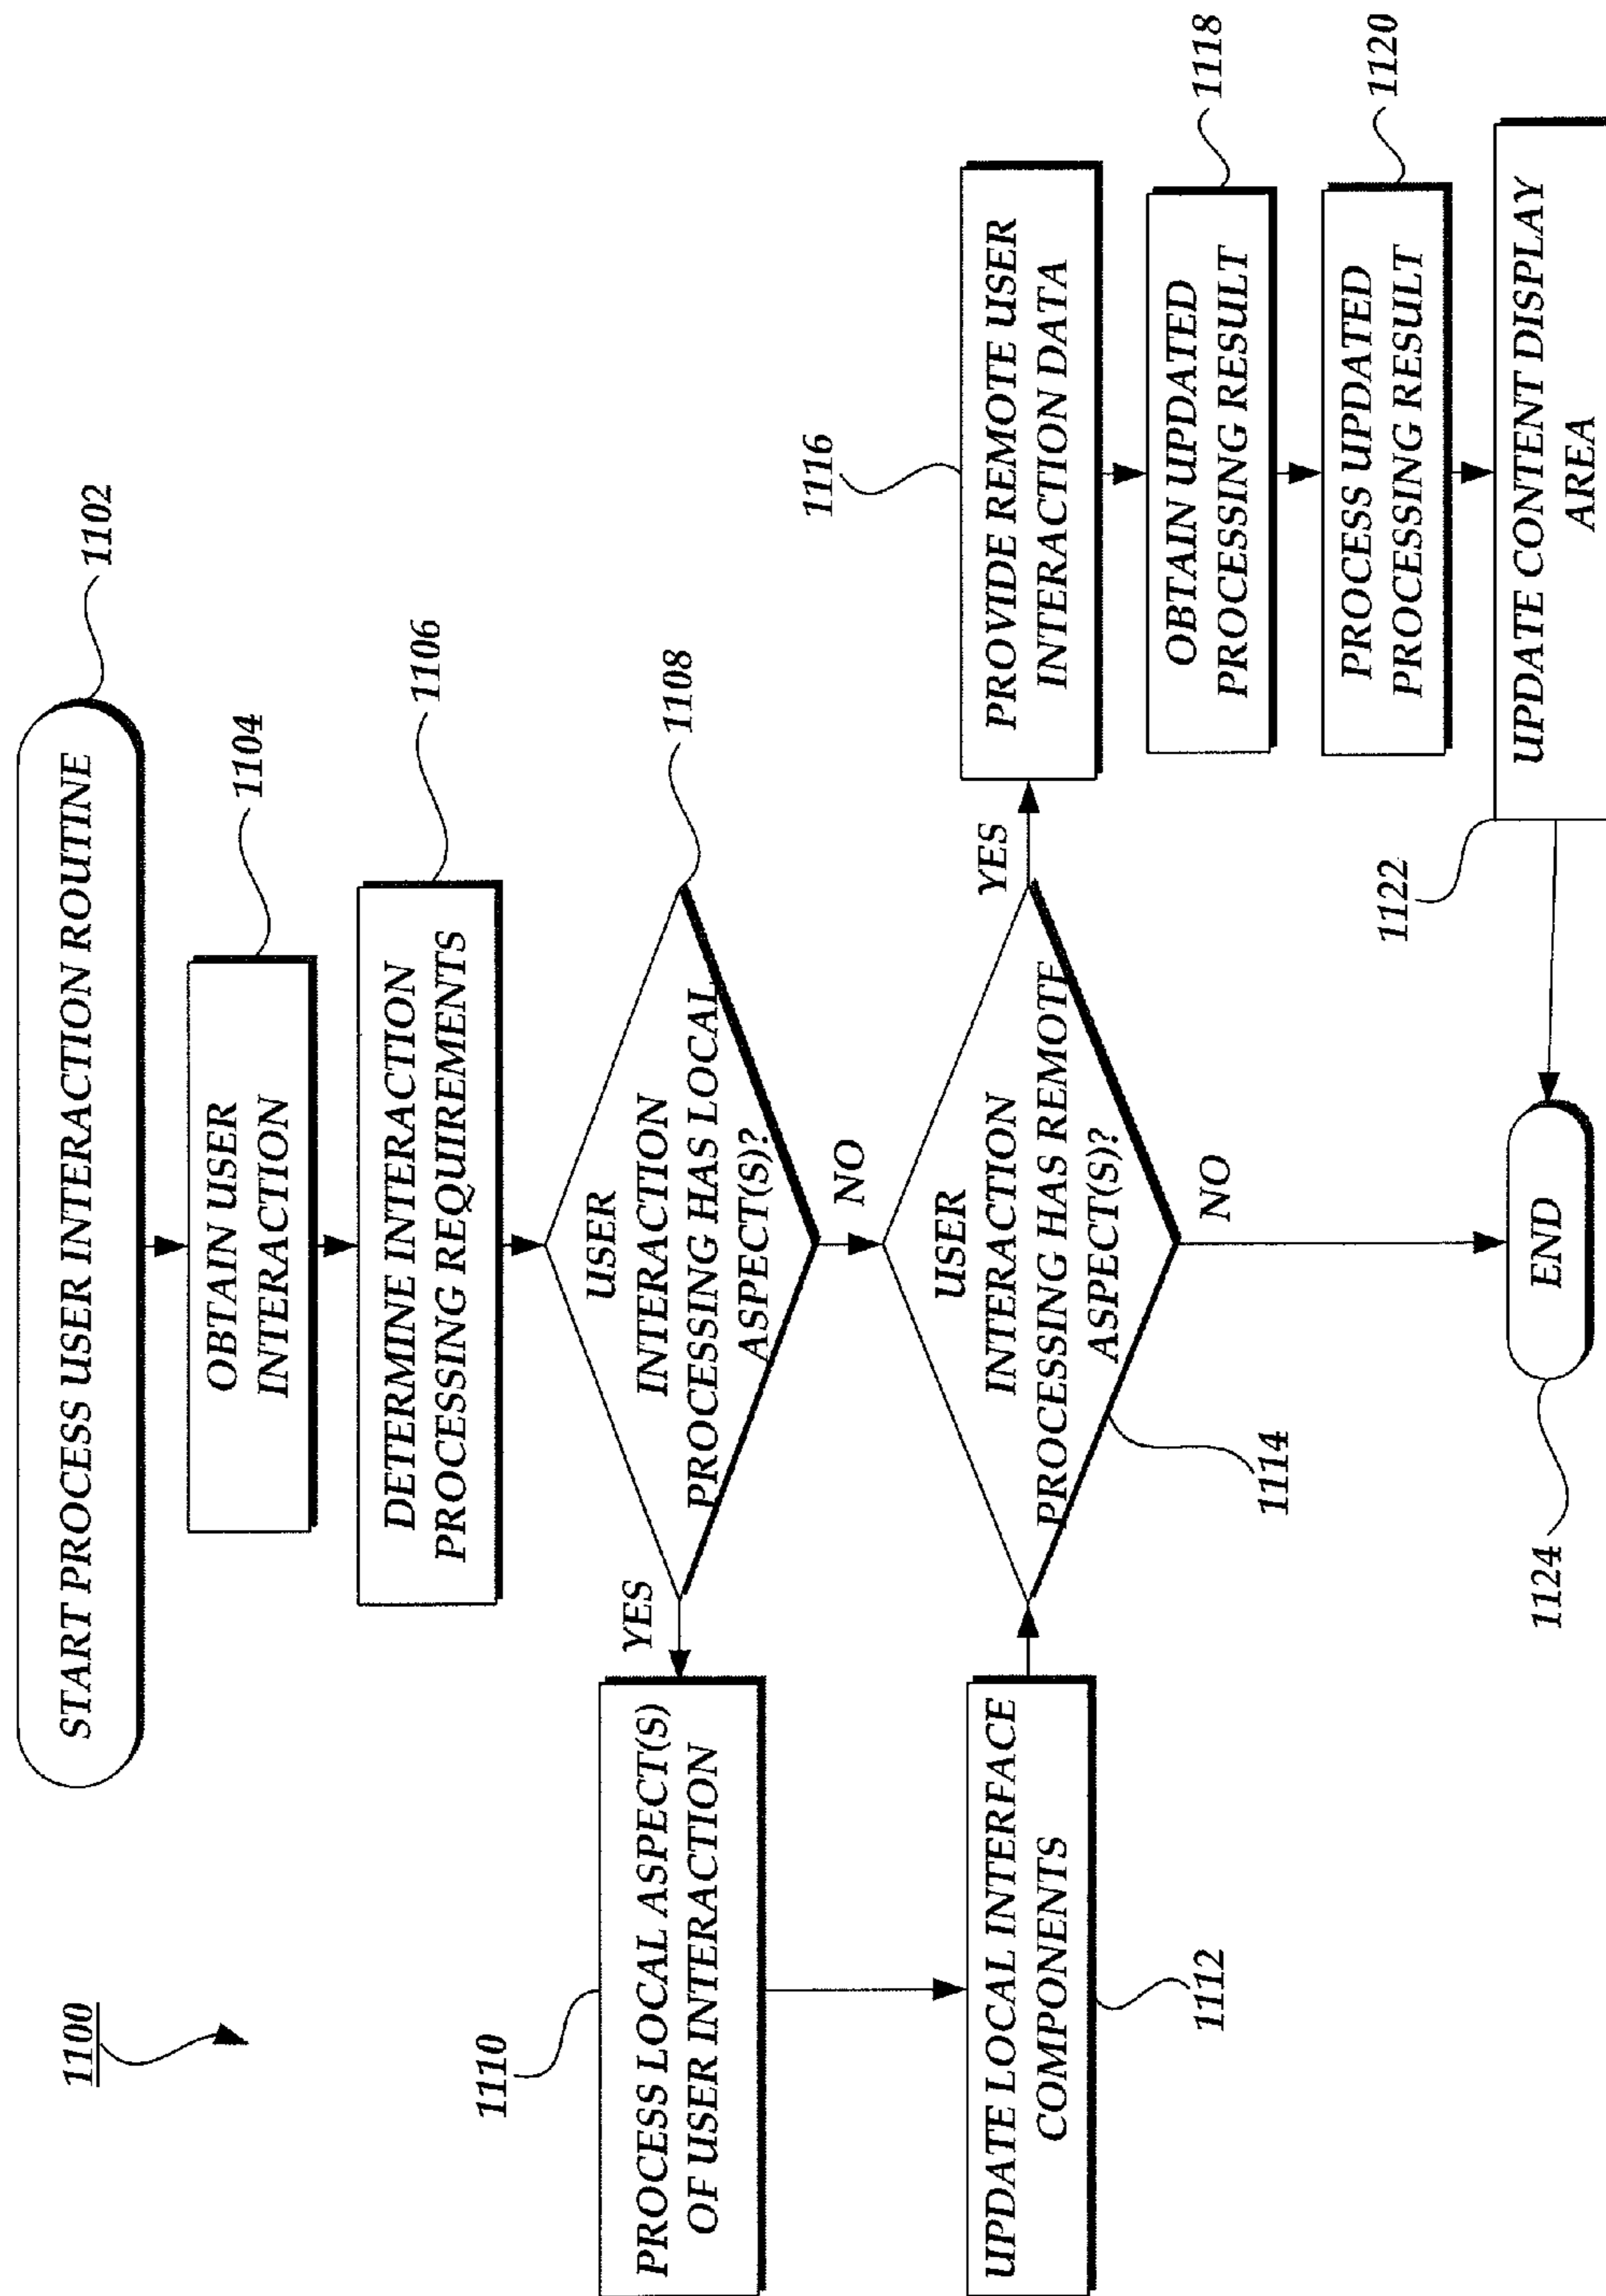 1100
START PROCESS USER INTERACTION ROUTINE
1102
OBTAIN USER
INTERACTION
1104
DETERMINE INTERACTION
PROCESSING REQUIREMENTS
1106
USER
INTERACTION
PROCESSING HAS LOCAL
ASPECT(S)?
1108
YES
NO
PROCESS LOCAL ASPECT(S)
OF USER INTERACTION
1110
UPDATE LOCAL INTERFACE
COMPONENTS
1112
USER
INTERACTION
PROCESSING HAS REMOTE
ASPECT(S)?
1114
YES
NO
PROVIDE REMOTE USER
INTERACTION DATA
1116
OBTAIN UPDATED
PROCESSING RESULT
1118
PROCESS UPDATED
PROCESSING RESULT
1120
UPDATE CONTENT DISPLAY
AREA
1122
END
1124